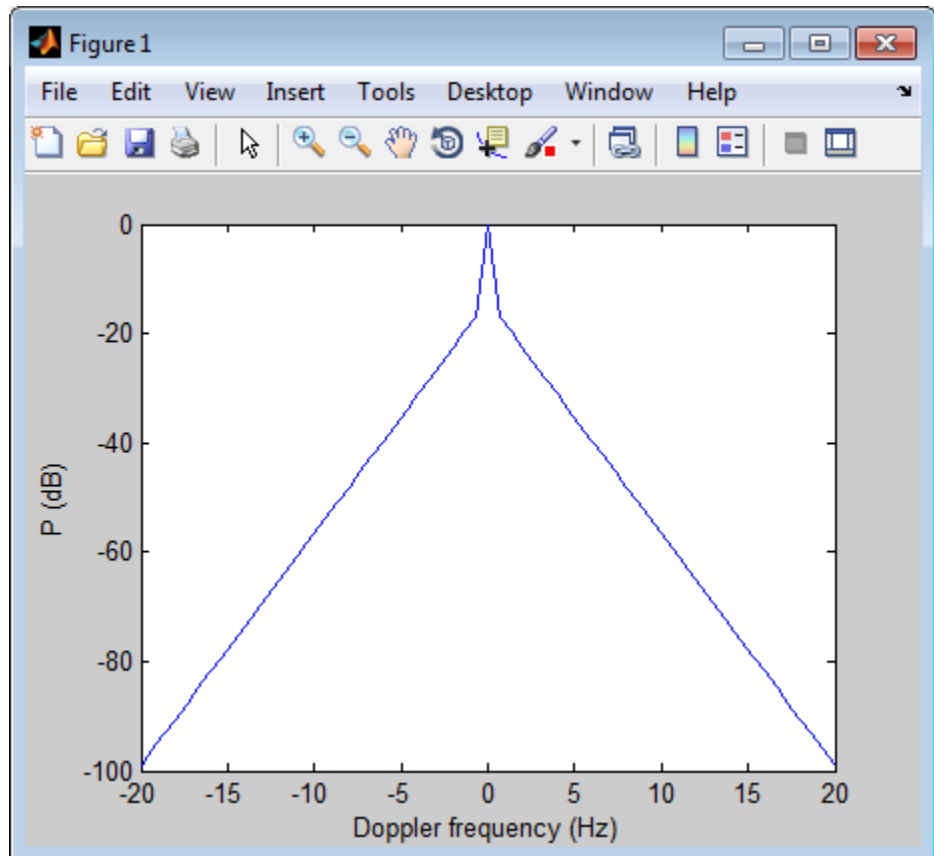 Figure 1
File Edit View Insert Tools Desktop Window Help
0
-20
-40
-60
-80
-100
P (dB)
-20 -15 -10 -5 0 5 10 15 20
Doppler frequency (Hz)